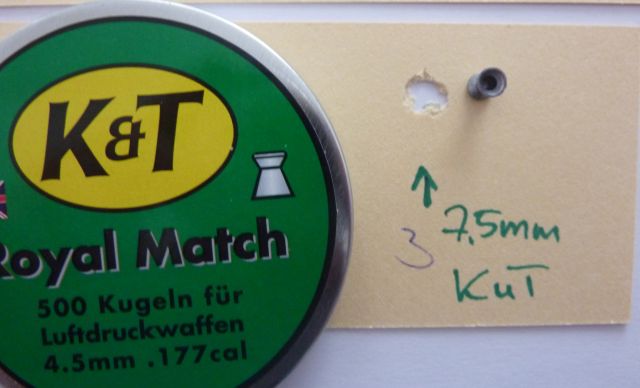 K&T
Royal Match
500 Kugeln für
Luftdruckwaffen
4.5mm .177cal
3
7,5mm
KuT